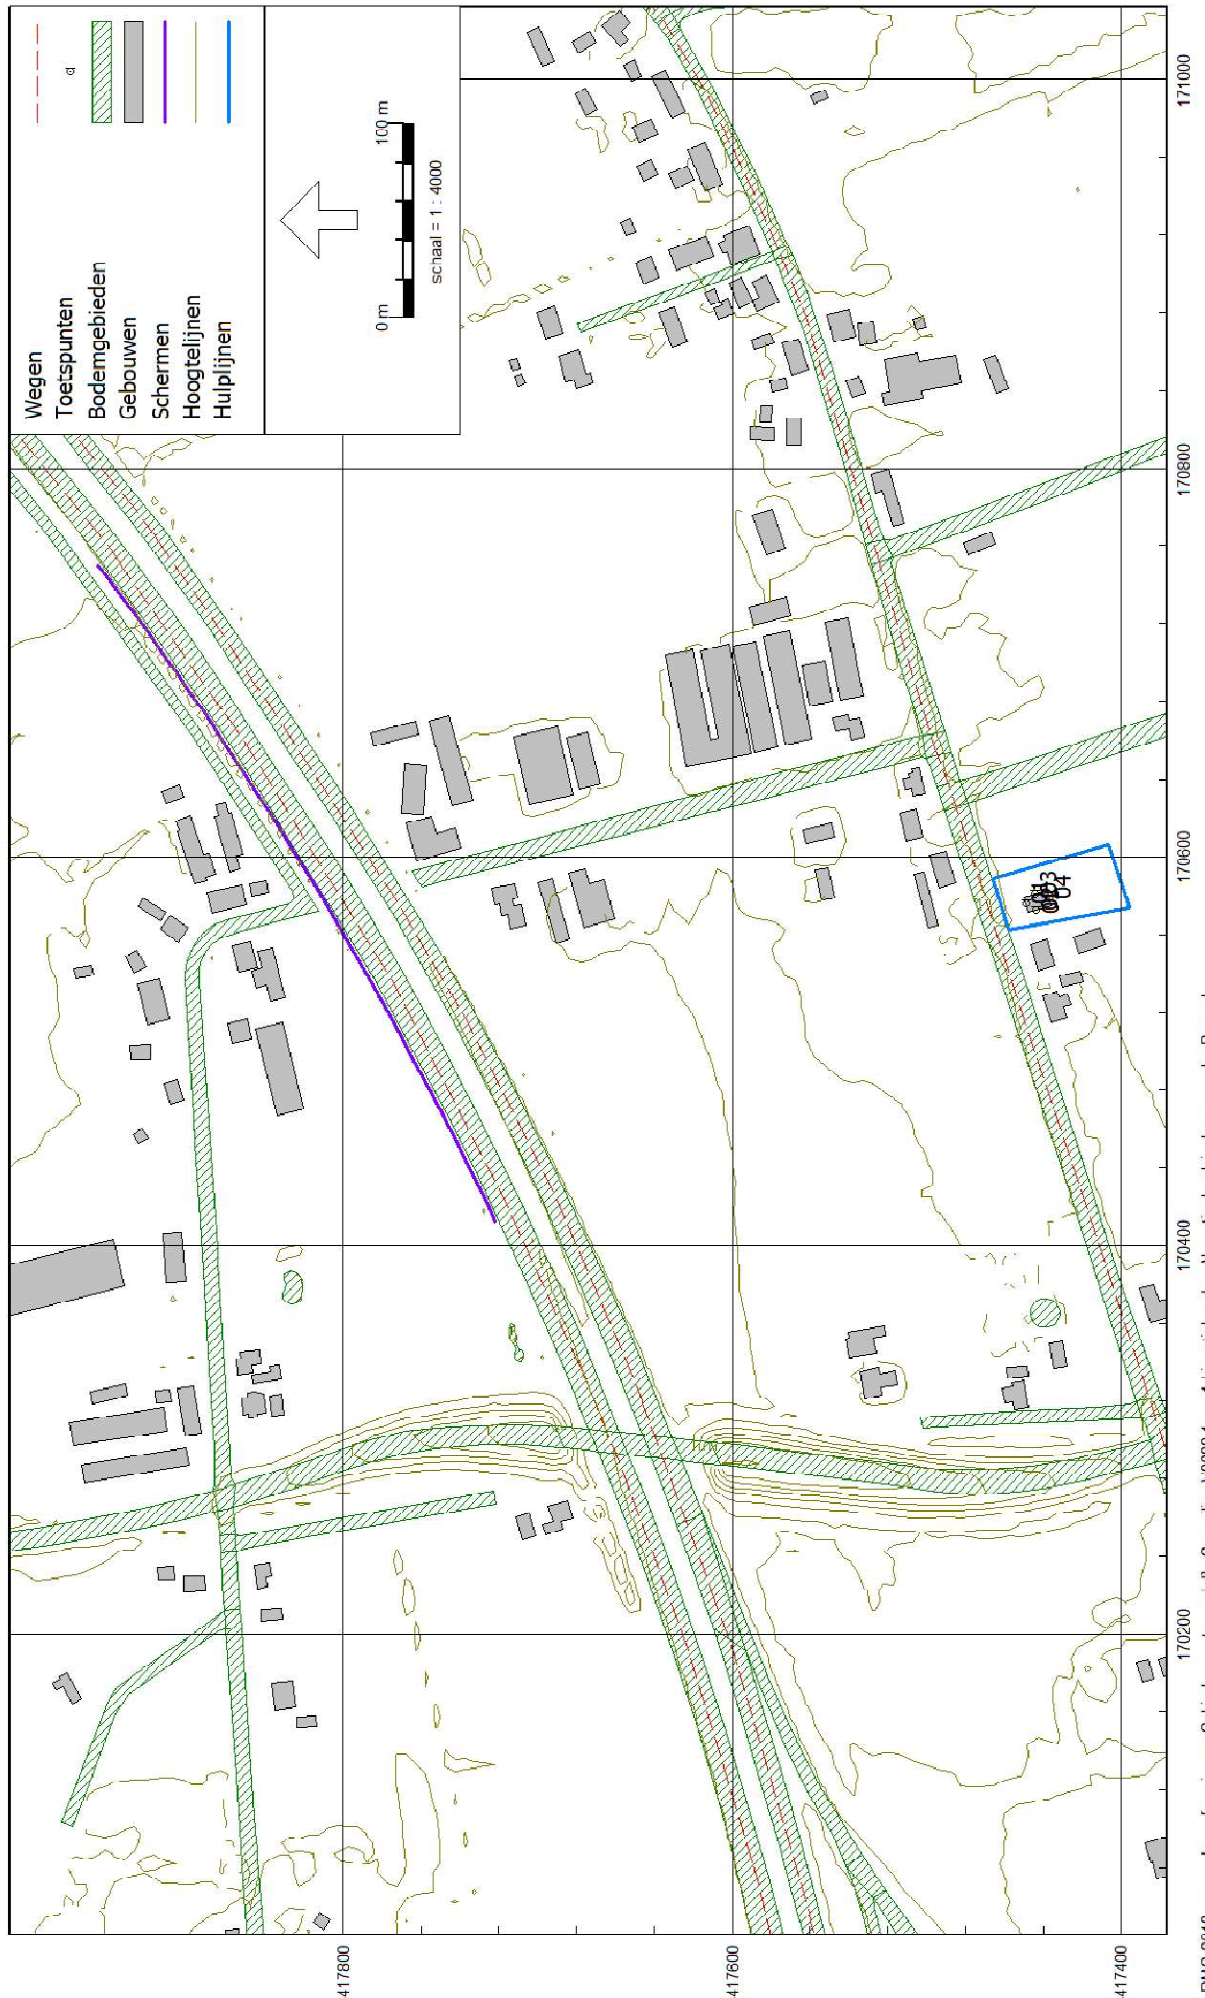 Wegen
Toetspunten
Bodemgebieden
Gebouwen
Schermen
Hoogtelijnen
Hulplijnen
0 m
100 m
schaal = 1 : 4000
417800
417600
417400
170200
170400
170600
170800
171000